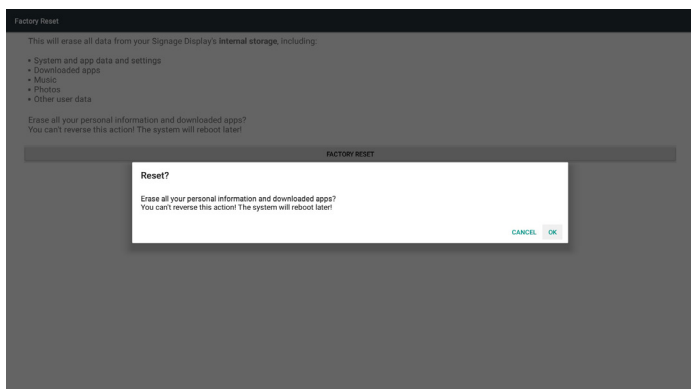 Factory Reset
This will erase all data from your Signage Display's internal storage, including:
• System and app data and settings
• Downloaded apps
• Music
• Photos
• Other user data
Erase all your personal information and downloaded apps?
You can't reverse this action! The system will reboot later!
FACTORY RESET
Reset?
Erase all your personal information and downloaded apps?
You can't reverse this action! The system will reboot later!
CANCEL OK